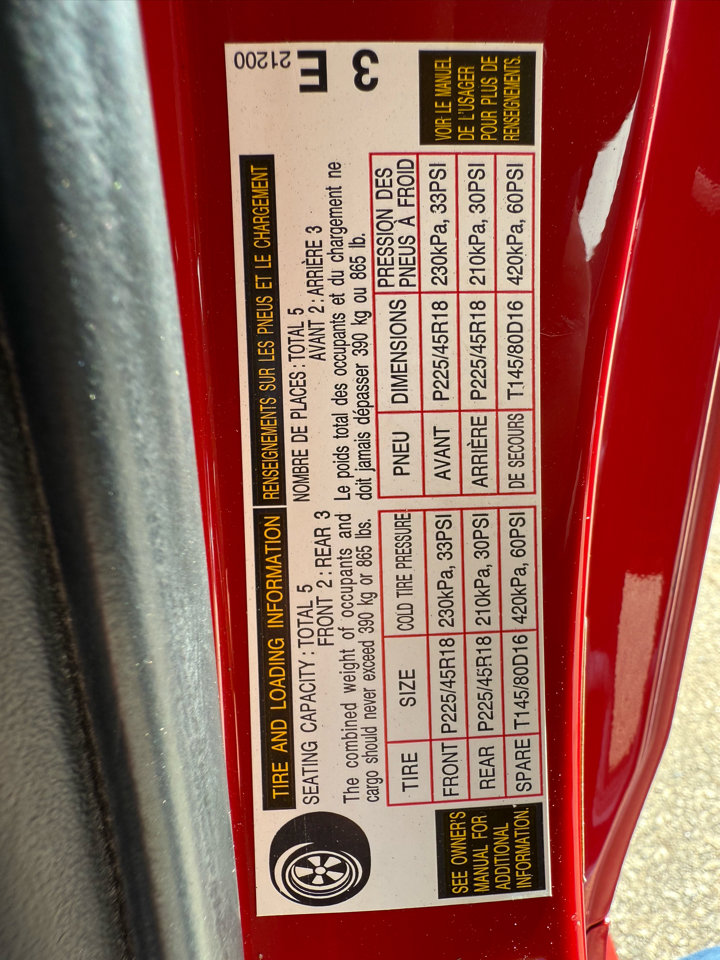 TIRE AND LOADING INFORMATION
SEATING CAPACITY : TOTAL 5
FRONT 2 : REAR 3
The combined weight of occupants and
cargo should never exceed 390 kg or 865 lbs.
TIRE SIZE COLD TIRE PRESSURE
FRONT P225/45R18 230kPa, 33PSI
REAR P225/45R18 210kPa, 30PSI
SPARE T145/80D16 420kPa, 60PSI
SEE OWNER'S
MANUAL FOR
ADDITIONAL
INFORMATION.
RENSEIGNEMENTS SUR LES PNEUS ET LE CHARGEMENT
NOMBRE DE PLACES : TOTAL 5
AVANT 2 : ARRIÈRE 3
Le poids total des occupants et du chargement ne
doit jamais dépasser 390 kg ou 865 lb.
PNEU DIMENSIONS PRESSION DES
PNEUS À FROID
AVANT P225/45R18 230kPa, 33PSI
ARRIÈRE P225/45R18 210kPa, 30PSI
DE SECOURS T145/80D16 420kPa, 60PSI
VOIR LE MANUEL
DE L'USAGER
POUR PLUS DE
RENSEIGNEMENTS.
21200
E
3